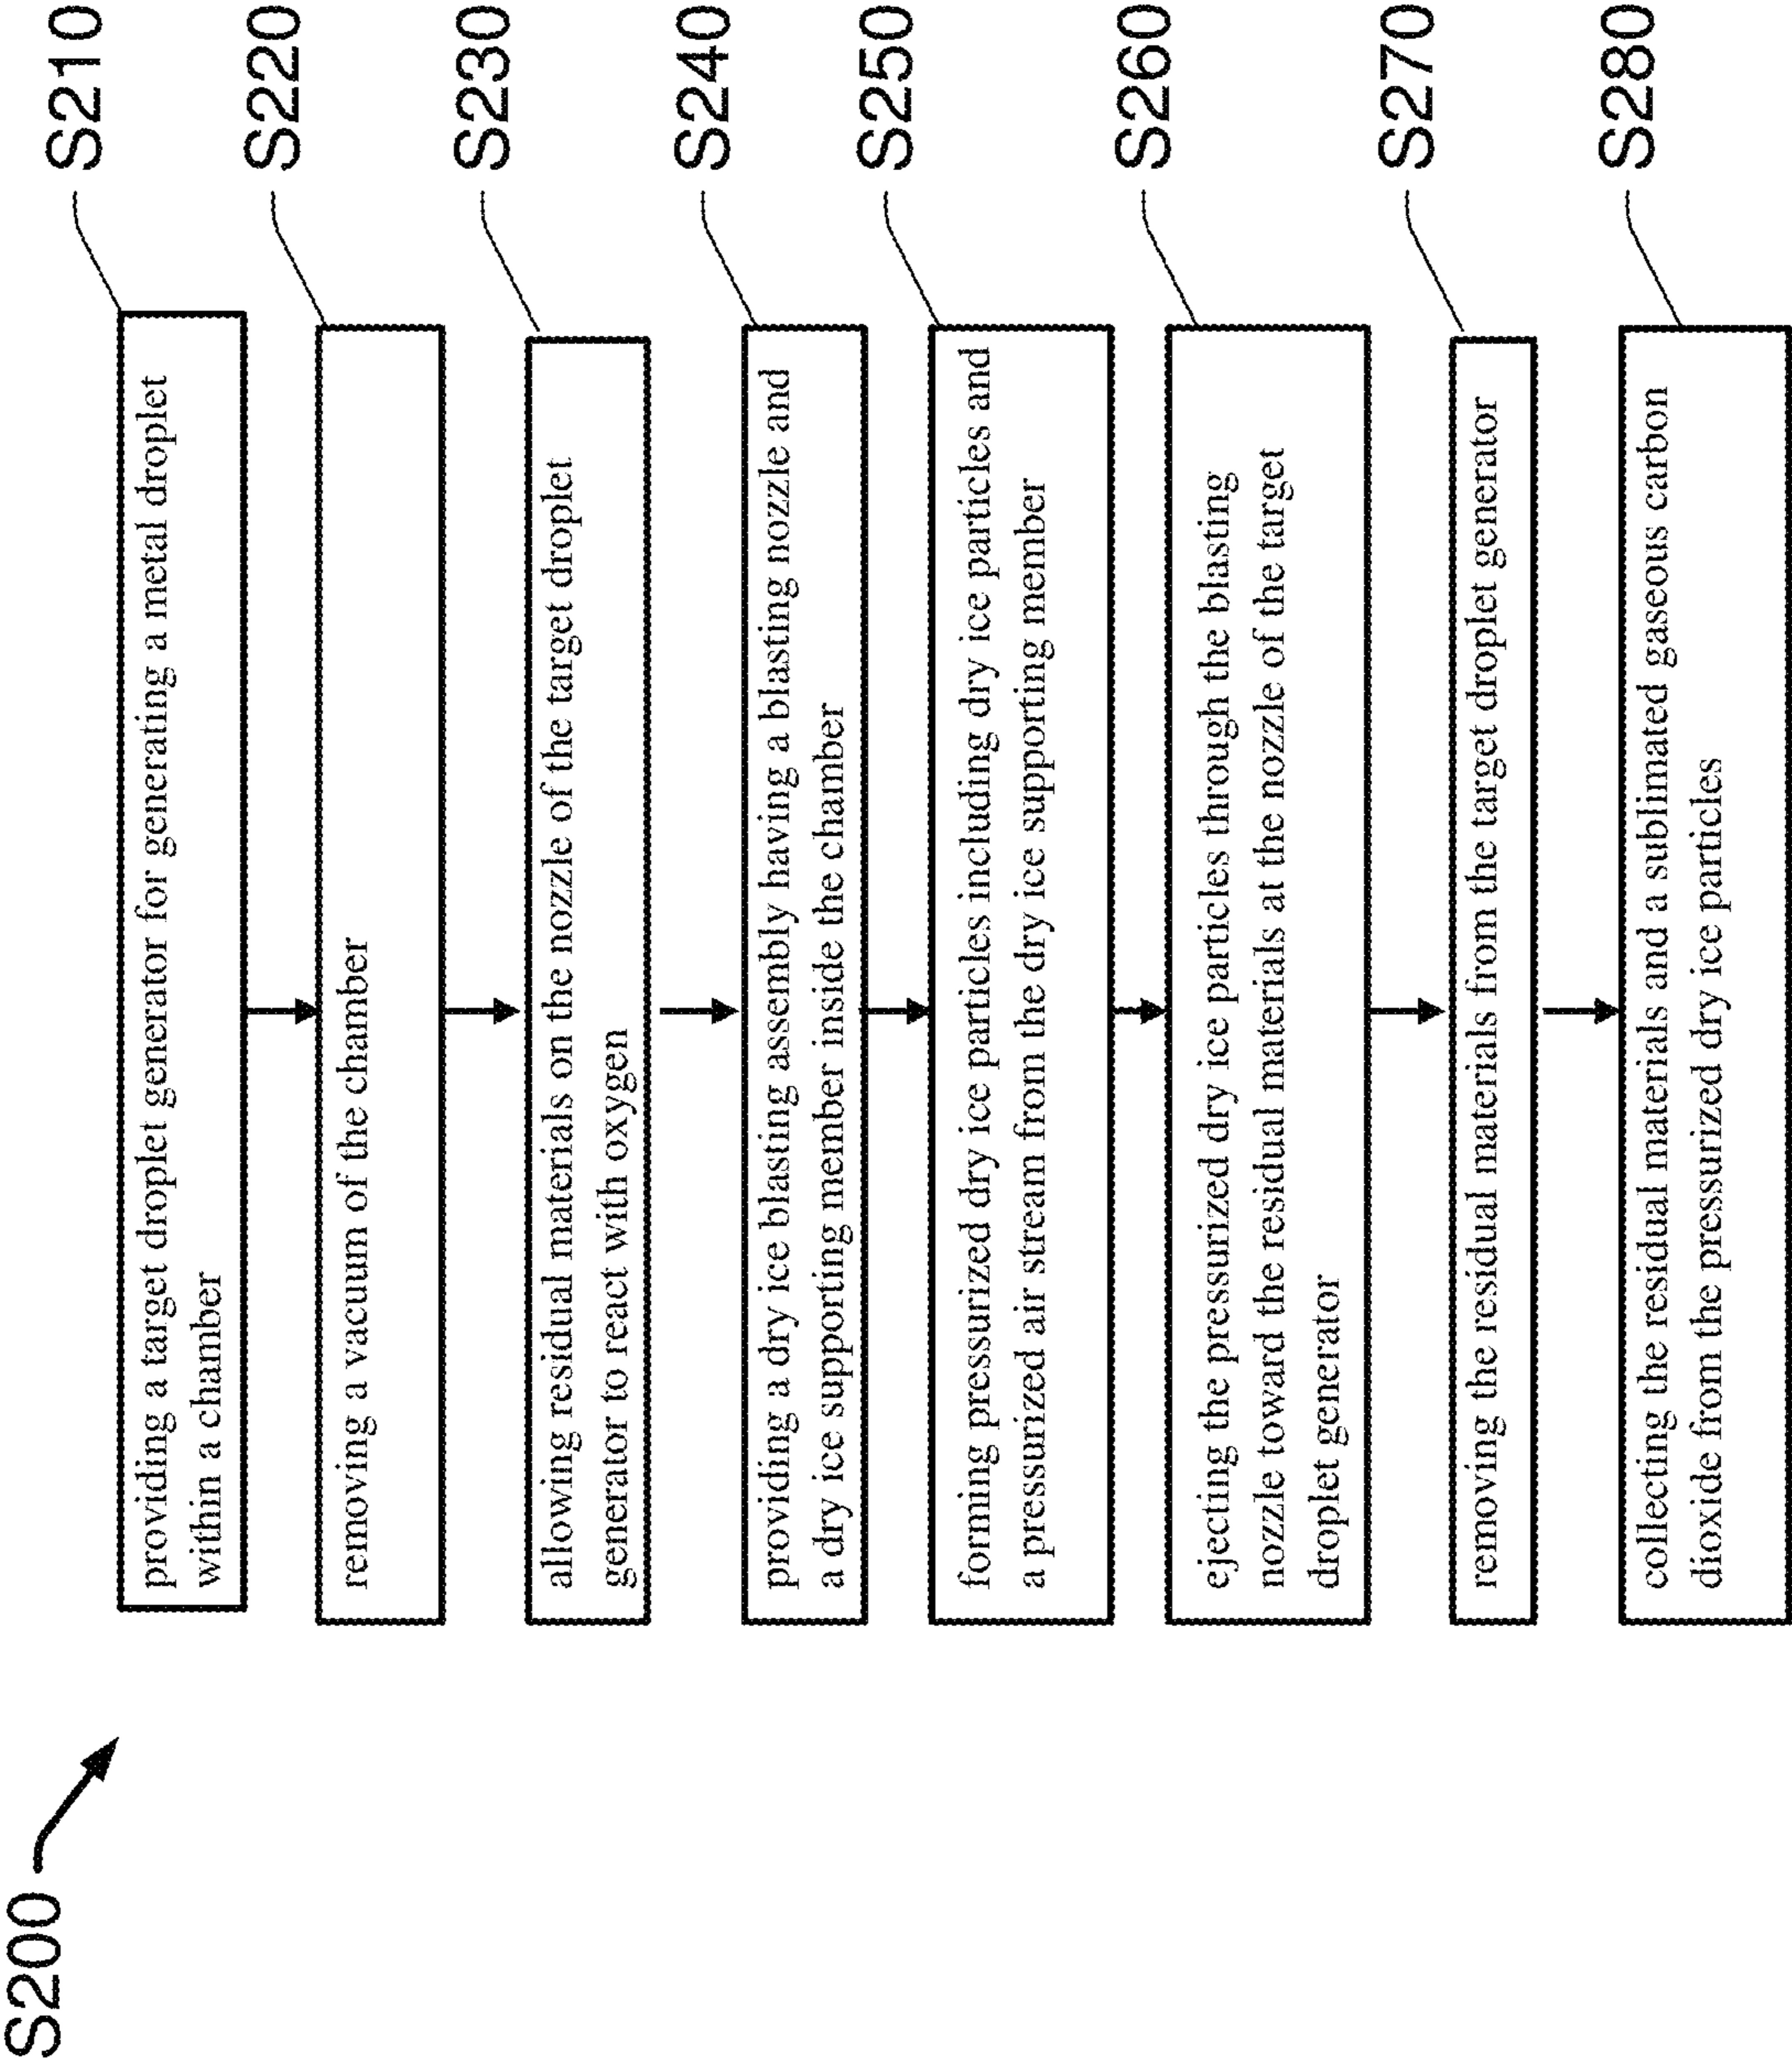 S200
S210
providing a target droplet generator for generating a metal droplet
within a chamber
S220
removing a vacuum of the chamber
S230
allowing residual materials on the nozzle of the target droplet
generator to react with oxygen
S240
providing a dry ice blasting assembly having a blasting nozzle and
a dry ice supporting member inside the chamber
S250
forming pressurized dry ice particles including dry ice particles and
a pressurized air stream from the dry ice supporting member
S260
ejecting the pressurized dry ice particles through the blasting
nozzle toward the residual materials at the nozzle of the target
droplet generator
S270
removing the residual materials from the target droplet generator
S280
collecting the residual materials and a sublimated gaseous carbon
dioxide from the pressurized dry ice particles